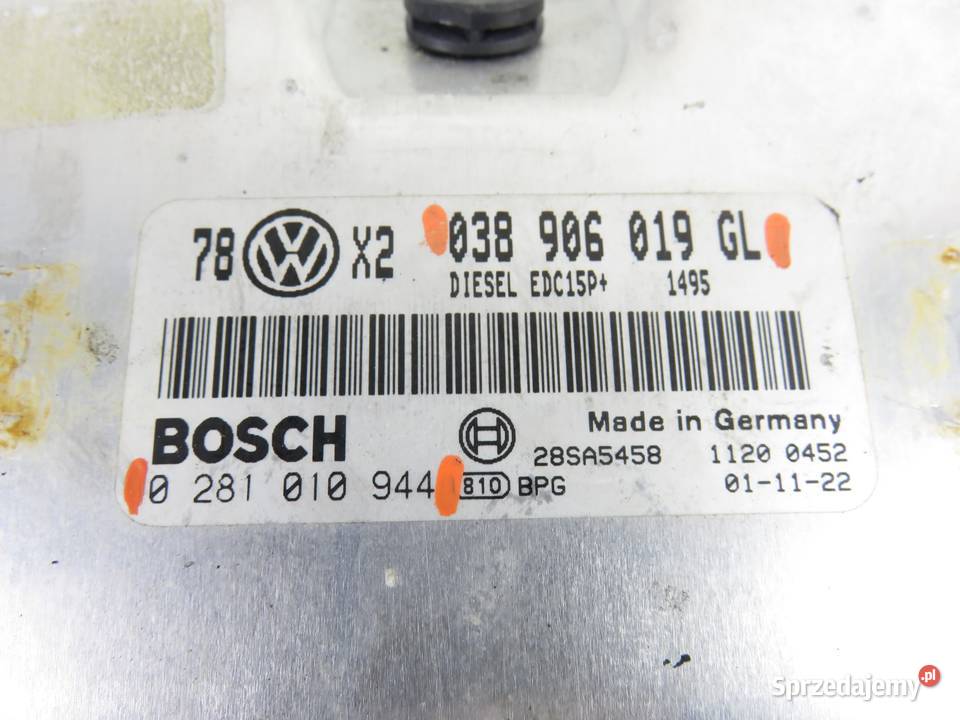 78 X2 038 906 019 GL
DIESEL EDC15P+ 1495
BOSCH
Made in Germany
28SA5458 1120 0452
0 281 010 944 810 BPG 01-11-22
Sprzedajemy.pl